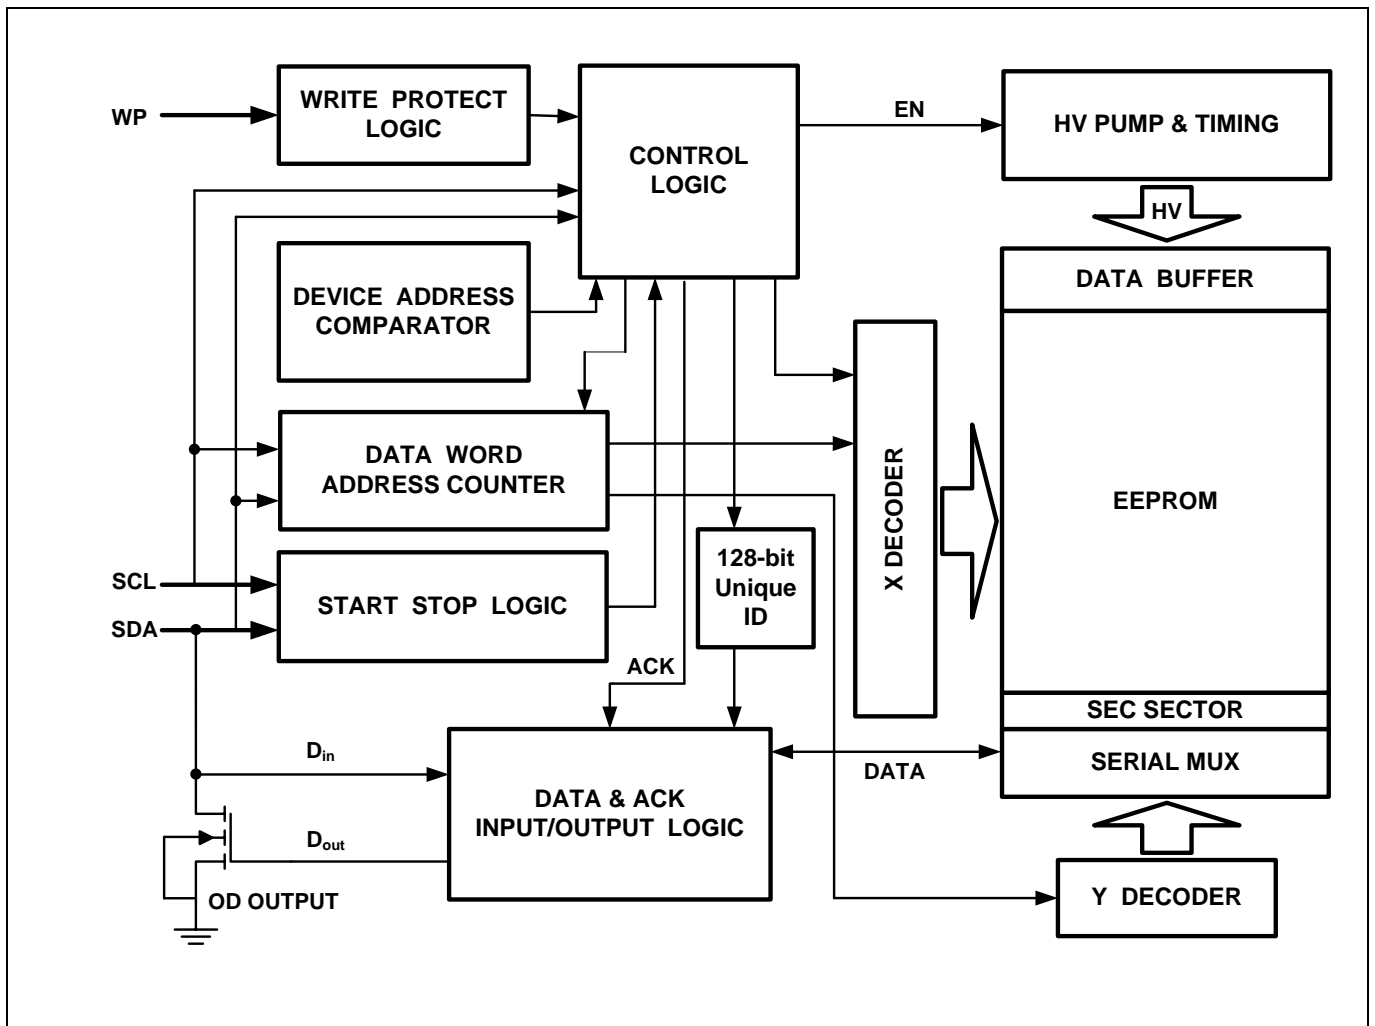 WP
WRITE PROTECT
LOGIC
CONTROL
LOGIC
EN
HV PUMP & TIMING
HV
DATA BUFFER
DEVICE ADDRESS
COMPARATOR
DATA WORD
ADDRESS COUNTER
X DECODER
EEPROM
128-bit
Unique
ID
SCL
START STOP LOGIC
SDA
ACK
SEC SECTOR
SERIAL MUX
Din
DATA
DATA & ACK
INPUT/OUTPUT LOGIC
Dout
OD OUTPUT
Y DECODER